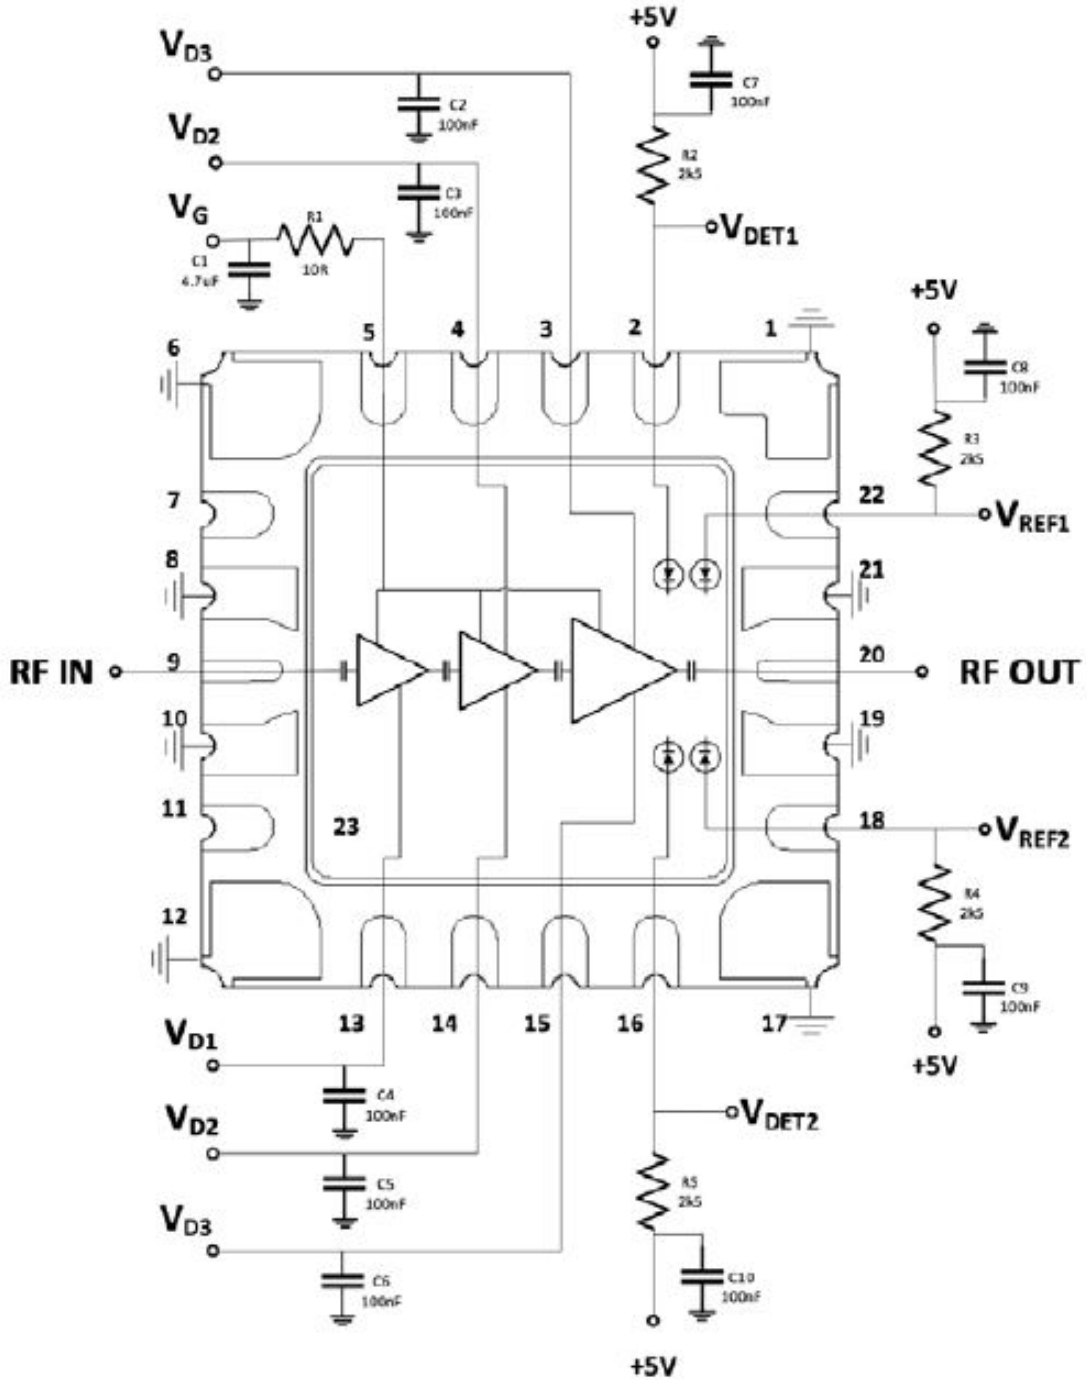 +5V
VD3
C7
100nF
C2
100nF
VD2
R2
2k5
C3
100nF
VG
R1
VDET1
C1
4.7uF
10R
+5V
5
4
3
2
1
6
C8
100nF
R3
2k5
7
22
VREF1
8
21
RF IN
9
20
RF OUT
10
19
11
23
18
VREF2
R4
2k5
12
C9
100nF
13
14
15
16
17
VD1
+5V
C4
100nF
VD2
VDET2
C5
100nF
R5
2k5
VD3
C6
100nF
C10
100nF
+5V